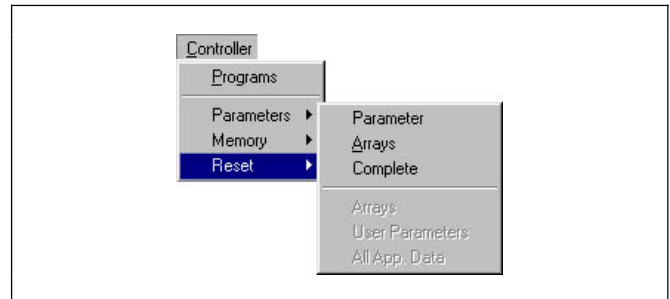 Controller
Programs
Parameters
Memory
Reset
Parameter
Arrays
Complete
Arrays
User Parameters
All App. Data